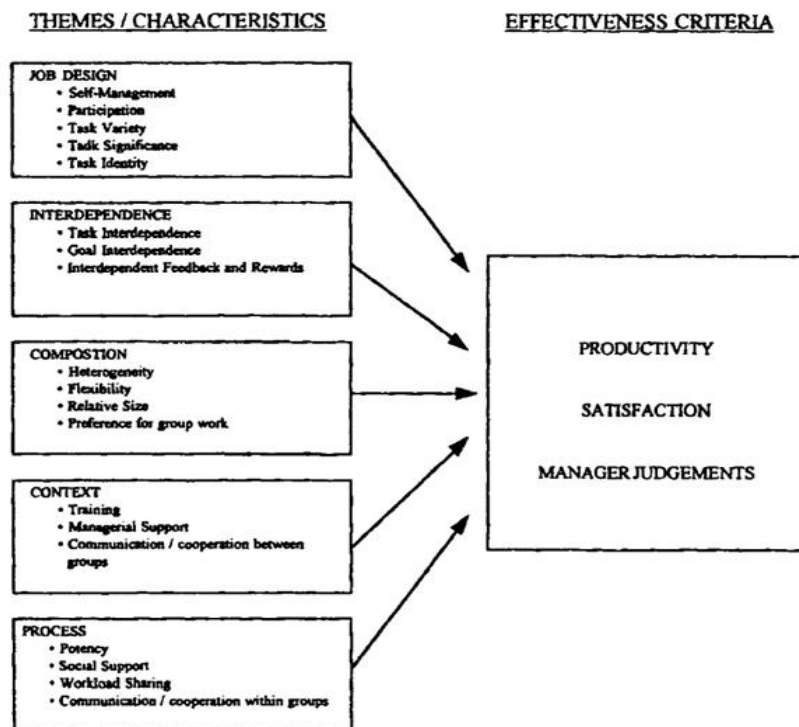 THEMES / CHARACTERISTICS
EFFECTIVENESS CRITERIA
JOB DESIGN
• Self-Management
• Participation
• Task Variety
• Tadk Significance
• Task Identity
INTERDEPENDENCE
• Task Interdependence
• Goal Interdependence
• Interdependent Feedback and Rewards
COMPOSTION
• Heterogeneity
• Flexibility
• Relative Size
• Preference for group work
CONTEXT
• Training
• Managerial Support
• Communication / cooperation between
groups
PROCESS
• Potency
• Social Support
• Workload Sharing
• Communication / cooperation within groups
PRODUCTIVITY
SATISFACTION
MANAGER JUDGEMENTS